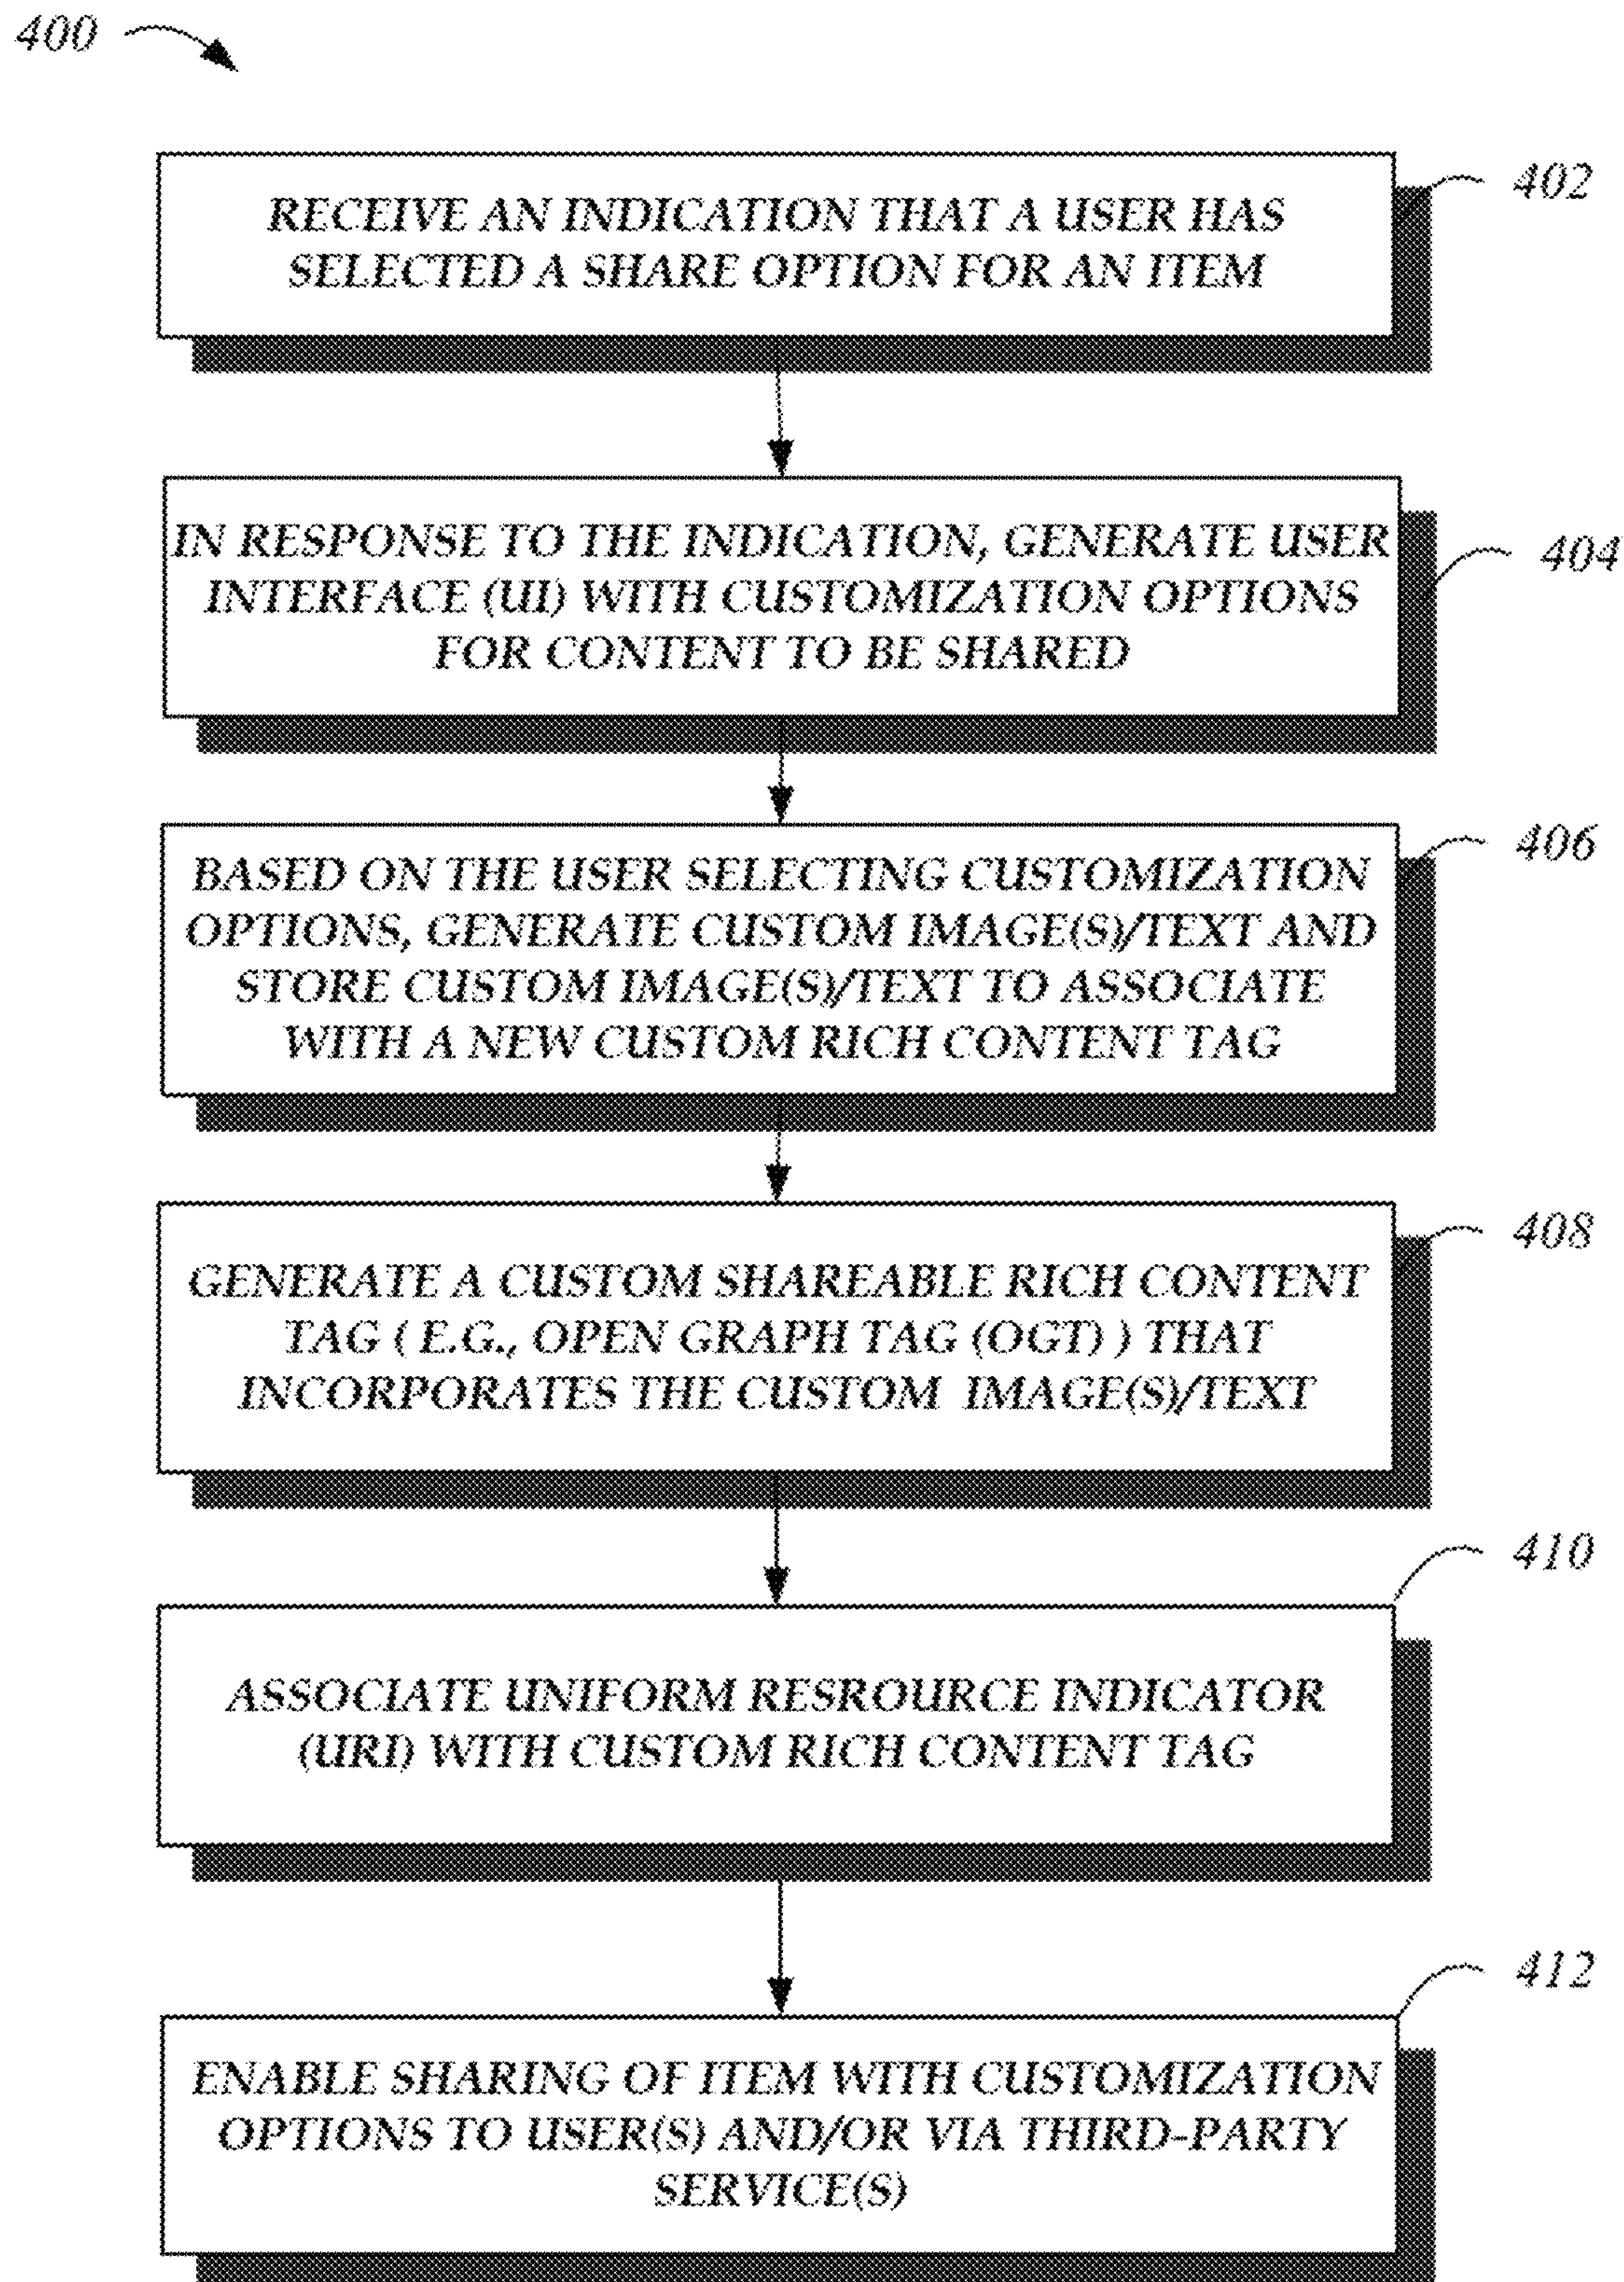 400
402
RECEIVE AN INDICATION THAT A USER HAS
SELECTED A SHARE OPTION FOR AN ITEM
IN RESPONSE TO THE INDICATION, GENERATE USER
INTERFACE (UI) WITH CUSTOMIZATION OPTIONS
FOR CONTENT TO BE SHARED
404
406
BASED ON THE USER SELECTING CUSTOMIZATION
OPTIONS, GENERATE CUSTOM IMAGE(S)/TEXT AND
STORE CUSTOM IMAGE(S)/TEXT TO ASSOCIATE
WITH A NEW CUSTOM RICH CONTENT TAG
408
GENERATE A CUSTOM SHAREABLE RICH CONTENT
TAG ( E.G., OPEN GRAPH TAG (OGT) ) THAT
INCORPORATES THE CUSTOM IMAGE(S)/TEXT
410
ASSOCIATE UNIFORM RESROURCE INDICATOR
(URI) WITH CUSTOM RICH CONTENT TAG
412
ENABLE SHARING OF ITEM WITH CUSTOMIZATION
OPTIONS TO USER(S) AND/OR VIA THIRD-PARTY
SERVICE(S)